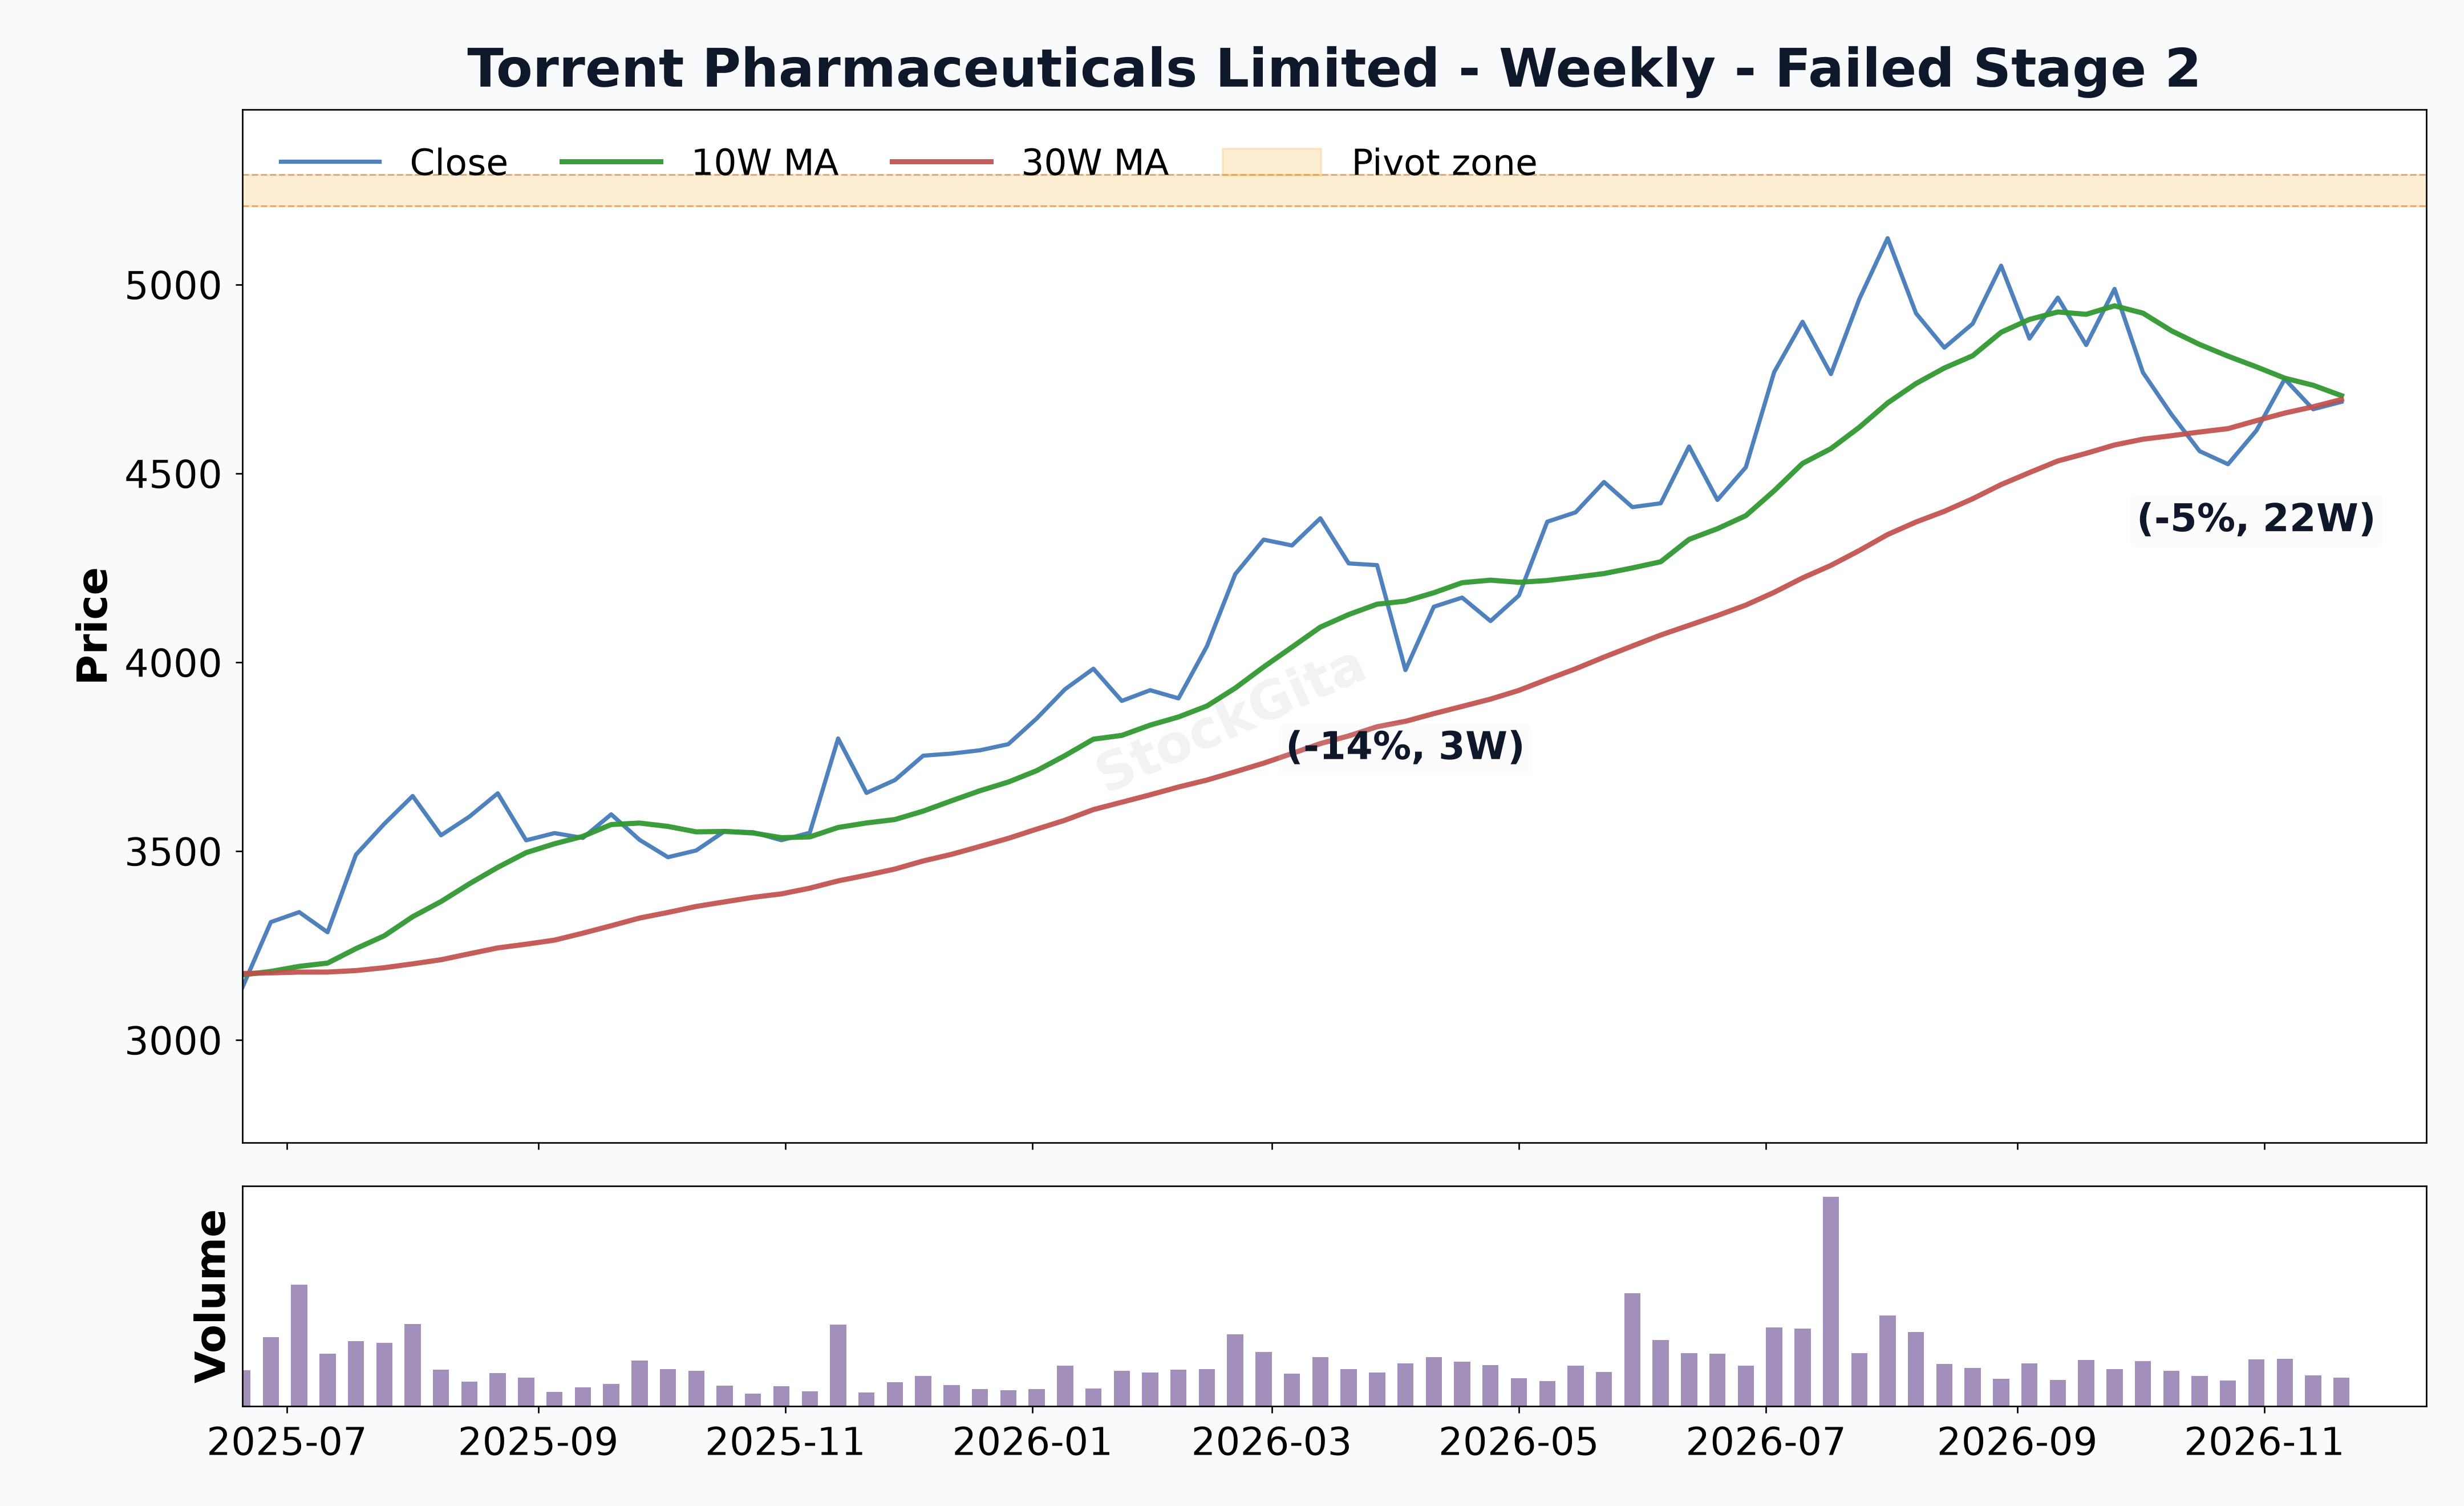 Torrent Pharmaceuticals Limited - Weekly - Failed Stage 2
Close 10W MA 30W MA Pivot zone
Price
5000
4500
4000
3500
3000
(-5%, 22W)
(-14%, 3W)
StockGita
Volume
2025-07 2025-09 2025-11 2026-01 2026-03 2026-05 2026-07 2026-09 2026-11